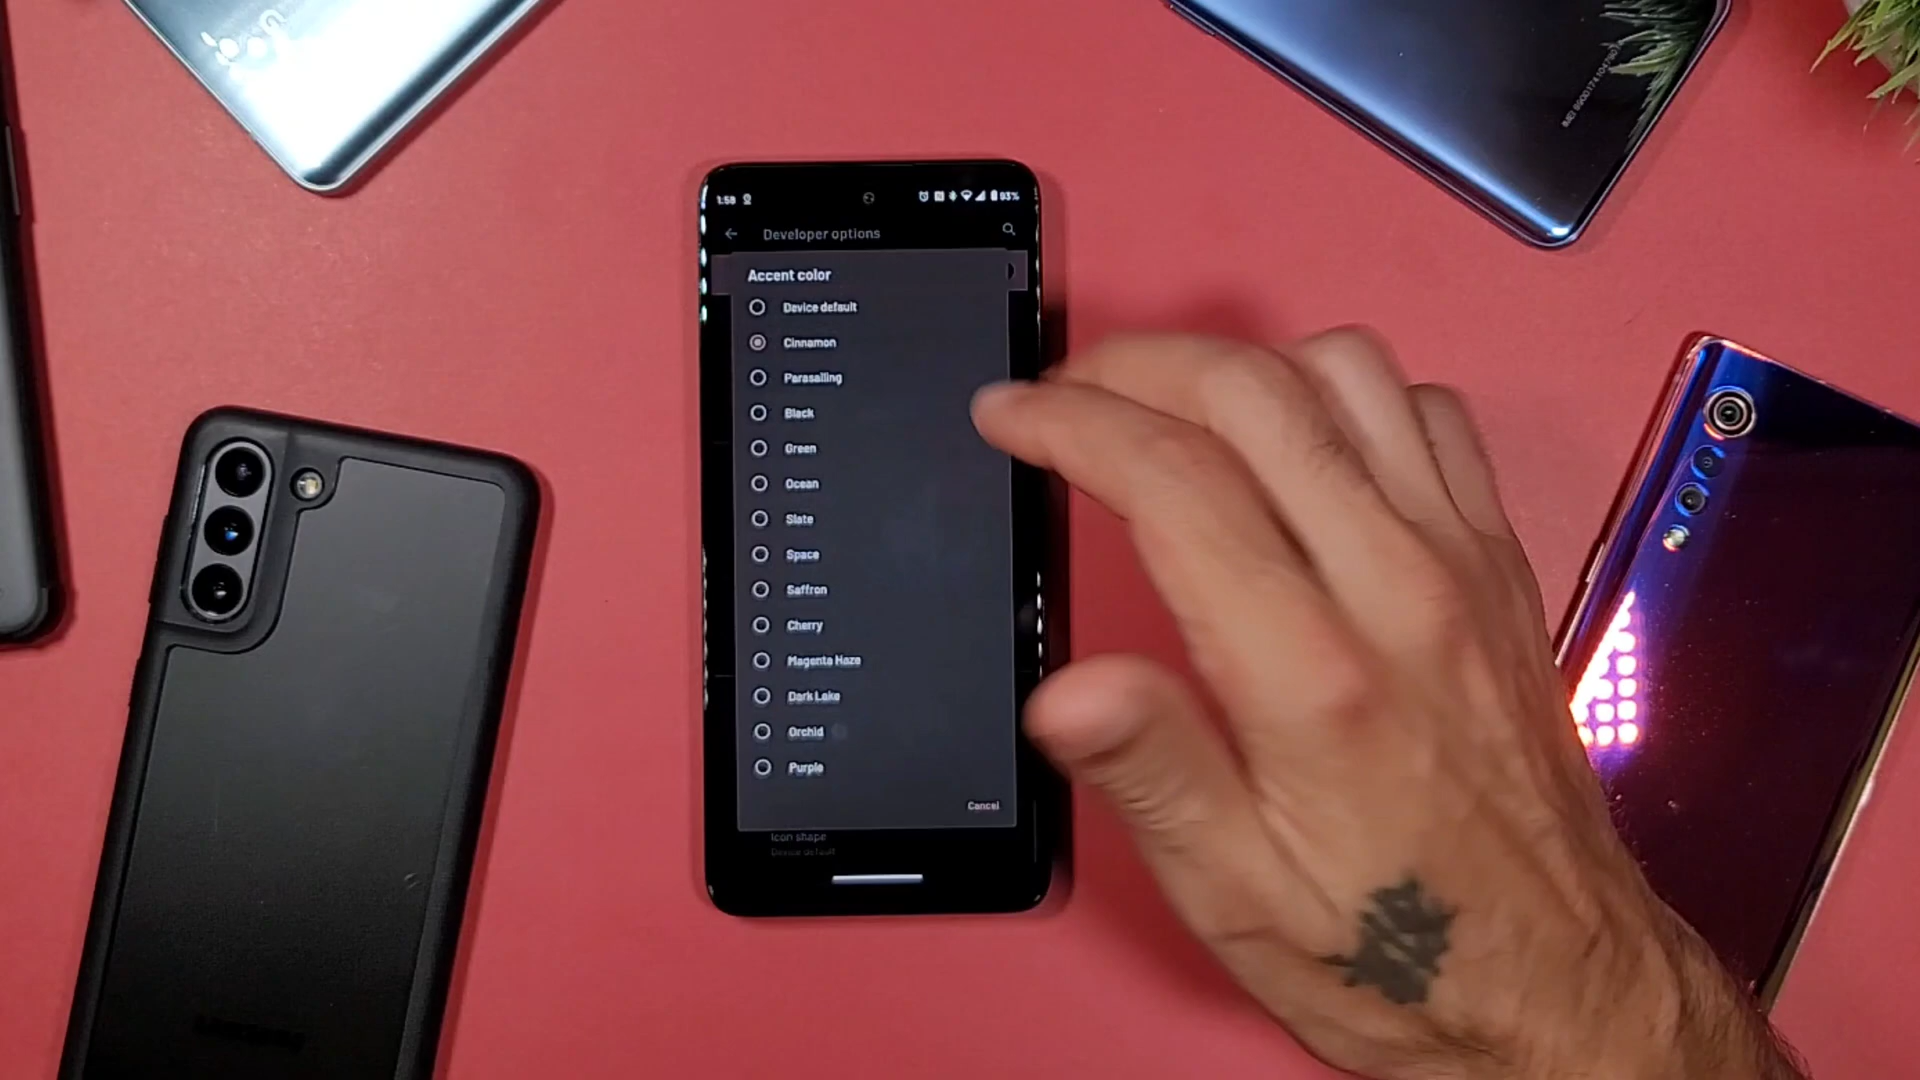 1:58
93%
Developer options
Accent color
Device default
Cinnamon
Parasailing
Black
Green
Ocean
Slate
Space
Saffron
Cherry
Magenta Haze
Dark Lake
Orchid
Purple
Cancel
Icon shape
Device default